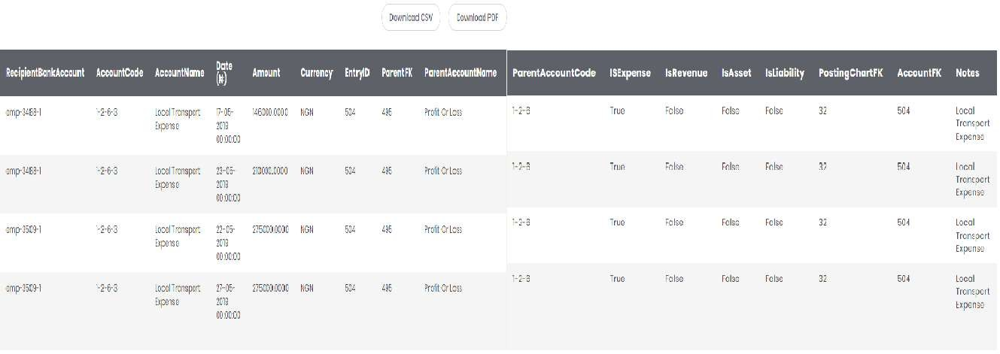 Download CSV Download PDF
RecipientBankAccount AccountCode AccountName Date (₦) Amount Currency EntryID ParentFK ParentAccountName ParentAccountCode ISExpense IsRevenue IsAsset IsLiability PostingChartFK AccountFK Notes
emp-3488-1 1-2-6-3 Local Transport Expense 17-05-2019 00:00:00 146000.0000 NGN 504 495 Profit Or Loss 1-2-6 True False False False 32 504 Local Transport Expense
emp-3488-1 1-2-6-3 Local Transport Expense 23-05-2019 00:00:00 210000.0000 NGN 504 495 Profit Or Loss 1-2-6 True False False False 32 504 Local Transport Expense
emp-3509-1 1-2-6-3 Local Transport Expense 22-05-2019 00:00:00 275000.0000 NGN 504 495 Profit Or Loss 1-2-6 True False False False 32 504 Local Transport Expense
emp-3509-1 1-2-6-3 Local Transport Expense 27-05-2019 00:00:00 275000.0000 NGN 504 495 Profit Or Loss 1-2-6 True False False False 32 504 Local Transport Expense